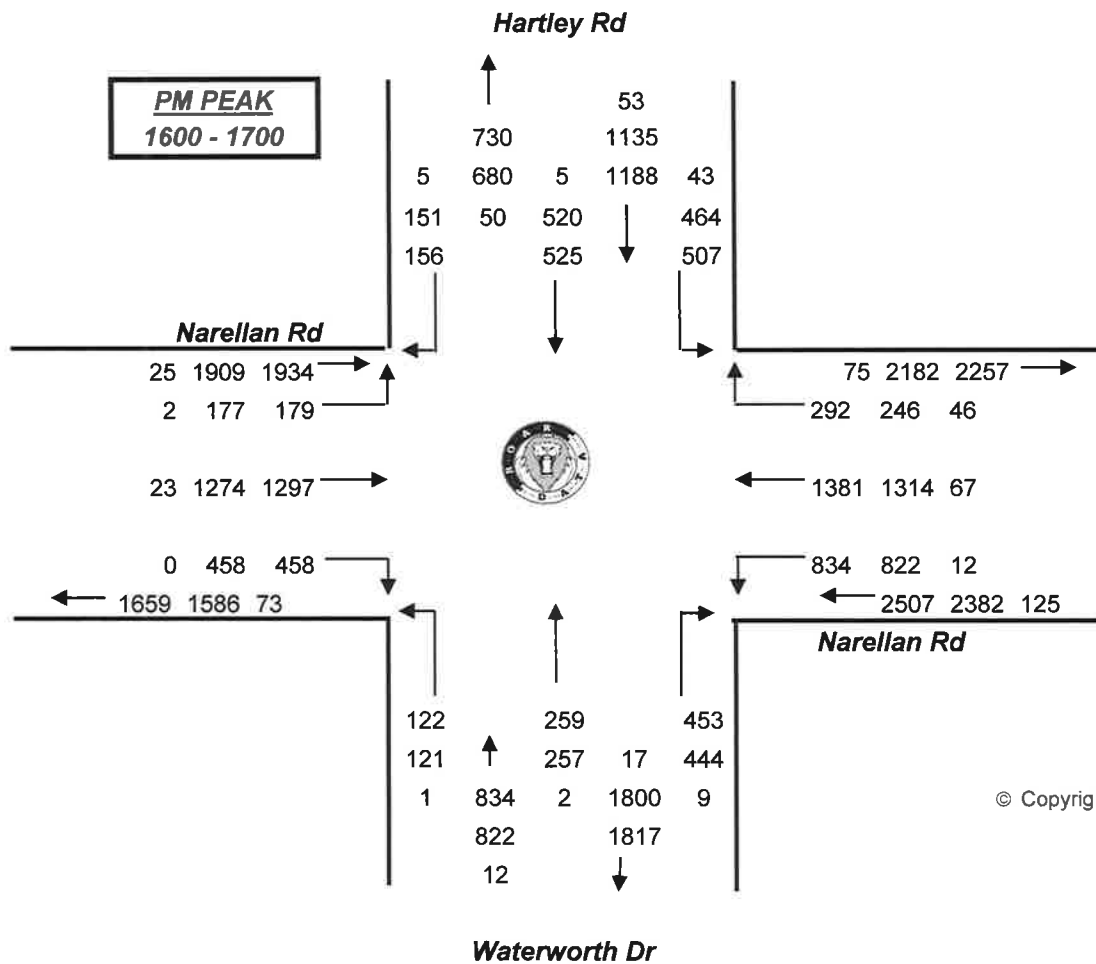 Hartley Rd
PM PEAK
1600 - 1700
53
730 1135
5 680 5 1188 43
151 50 520 464
156 525 507
Narellan Rd
25 1909 1934
75 2182 2257
2 177 179
292 246 46
23 1274 1297
1381 1314 67
0 458 458
834 822 12
1659 1586 73
2507 2382 125
Narellan Rd
122 259 453
121 257 17 444
1 834 2 1800 9
© Copyrig
822 1817
12
Waterworth Dr